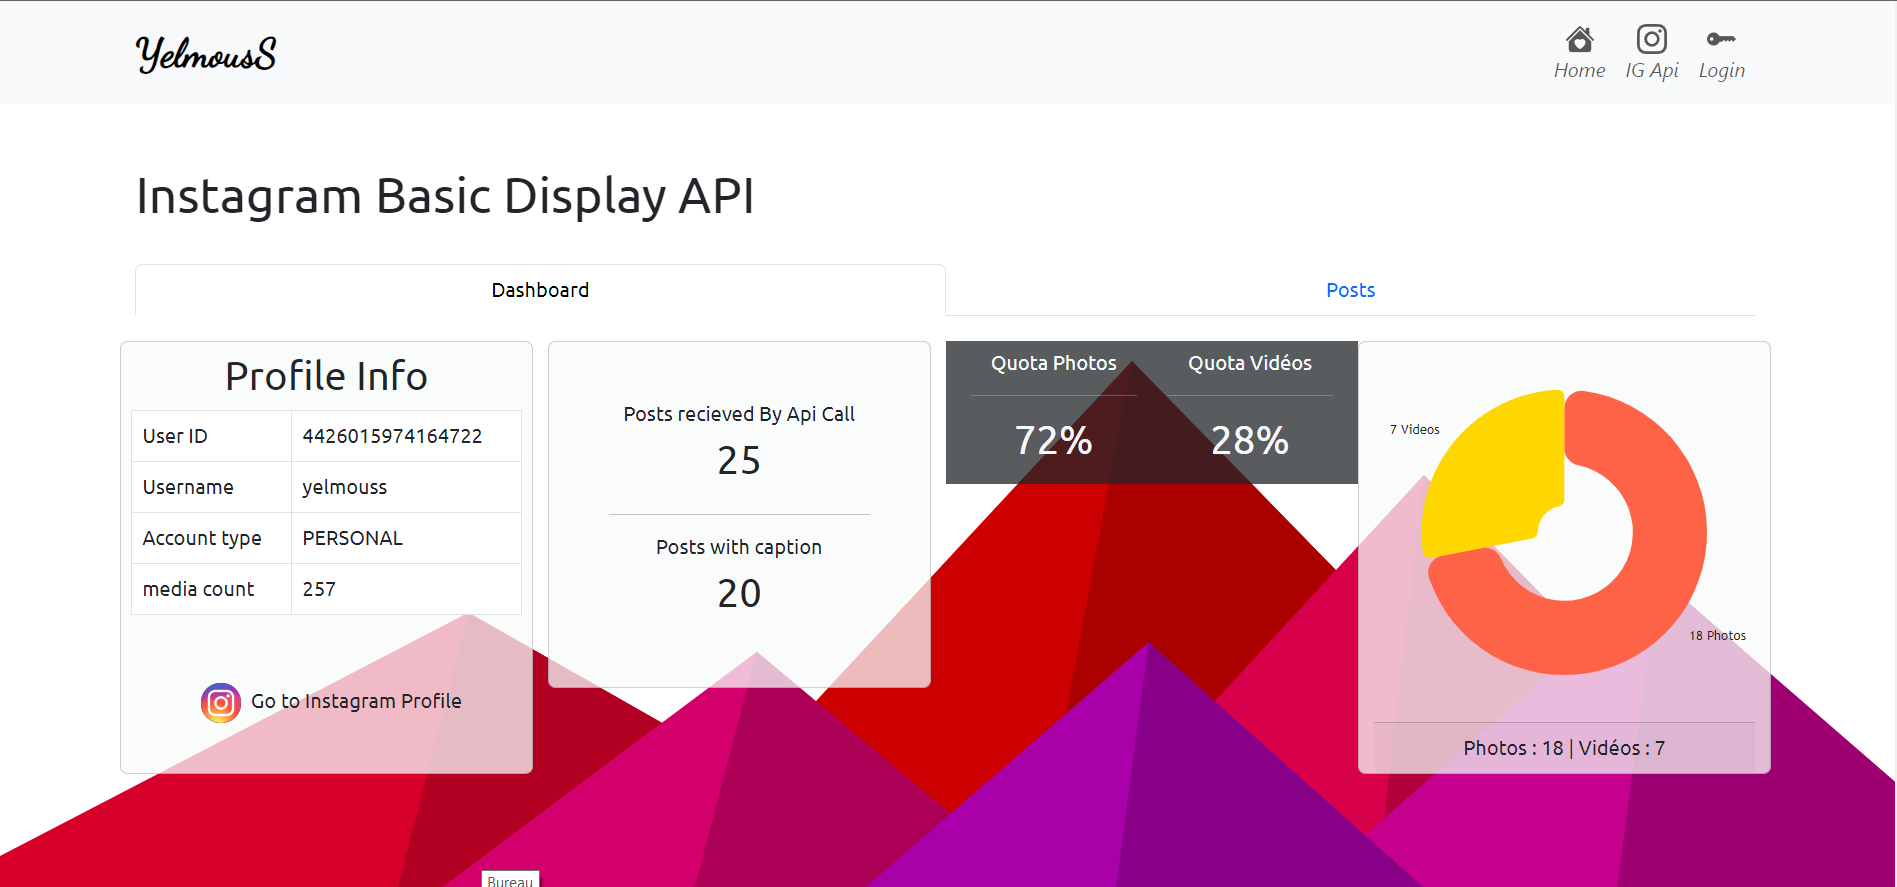 YelmousS
Home IG Api Login
Instagram Basic Display API
Dashboard Posts
Profile Info
User ID 4426015974164722
Username yelmouss
Account type PERSONAL
media count 257
Go to Instagram Profile
Posts recieved By Api Call
25
Posts with caption
20
Quota Photos Quota Vidéos
72% 28%
7 Videos
18 Photos
Photos : 18 | Vidéos : 7
Bureau